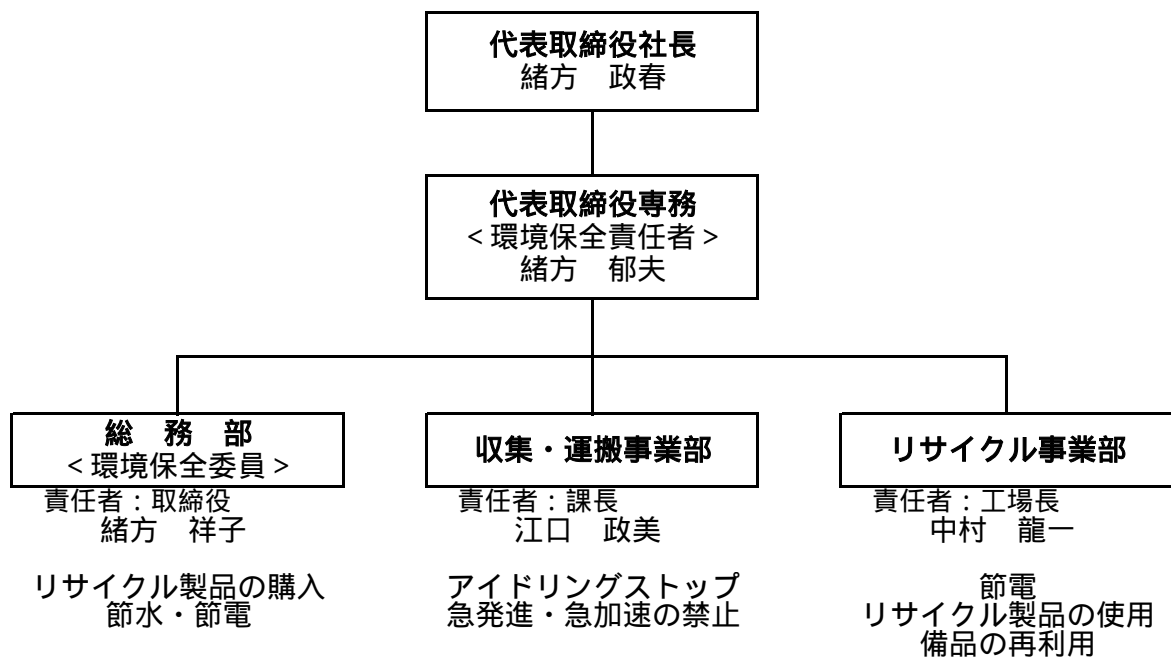 代表取締役社長
緒方　政春
代表取締役専務
＜環境保全責任者＞
緒方　郁夫
総　務　部
＜環境保全委員＞
責任者：取締役
緒方　祥子
リサイクル製品の購入
節水・節電
収集・運搬事業部
責任者：課長
江口　政美
アイドリングストップ
急発進・急加速の禁止
リサイクル事業部
責任者：工場長
中村　龍一
節電
リサイクル製品の使用
備品の再利用